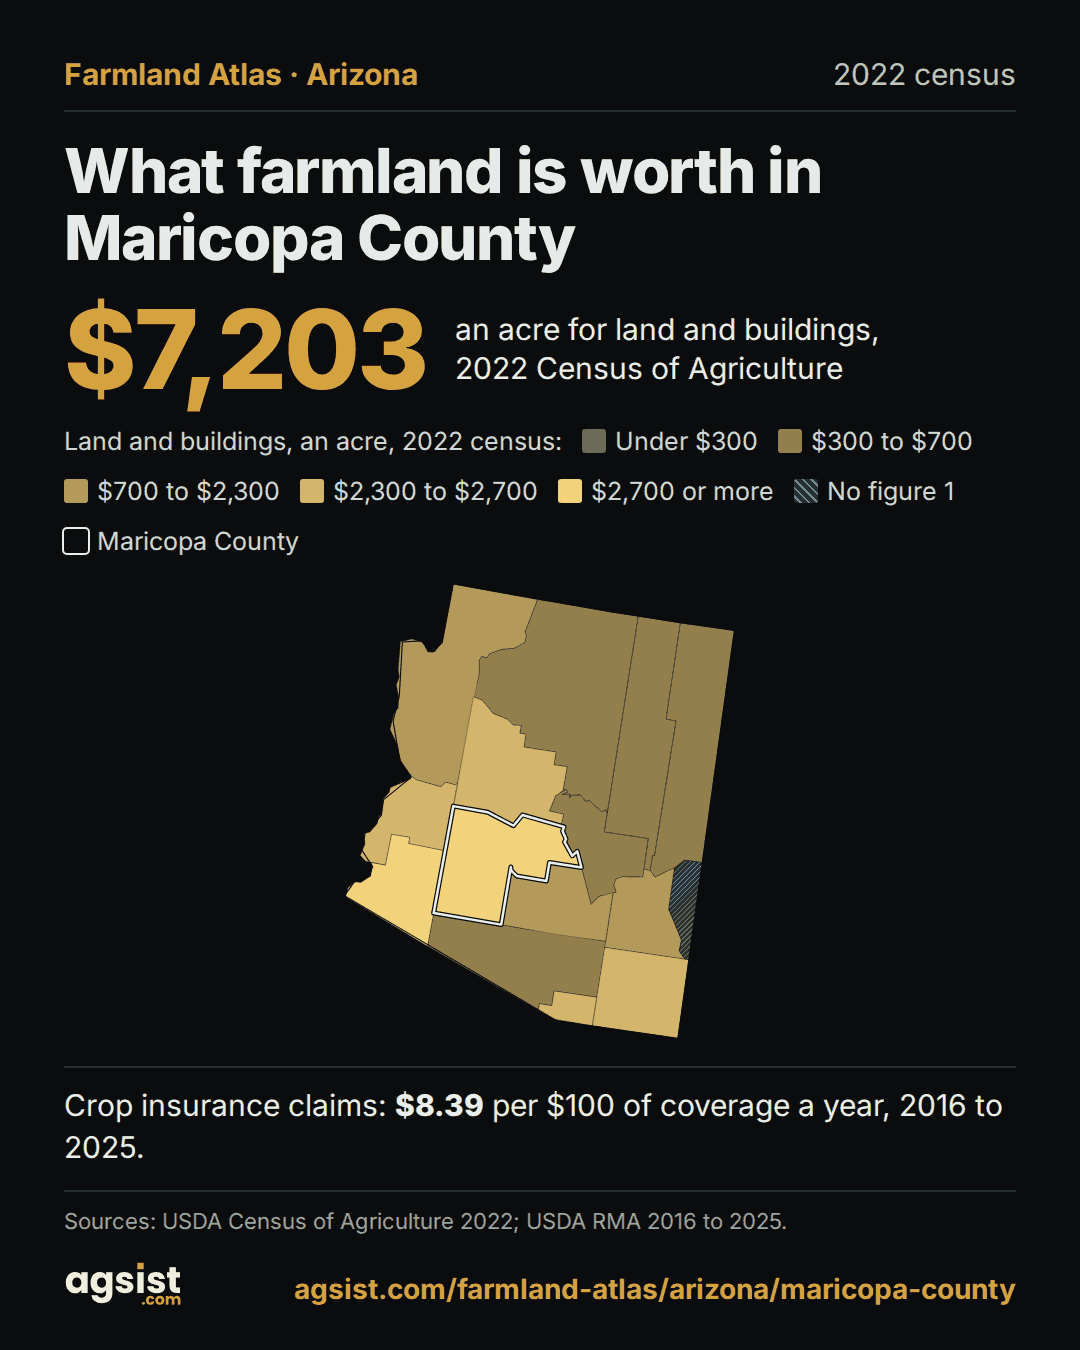 Farmland Atlas · Arizona
2022 census
What farmland is worth in
Maricopa County
$7,203
an acre for land and buildings,
2022 Census of Agriculture
Land and buildings, an acre, 2022 census: Under $300 $300 to $700
$700 to $2,300 $2,300 to $2,700 $2,700 or more No figure 1
Maricopa County
Crop insurance claims: $8.39 per $100 of coverage a year, 2016 to
2025.
Sources: USDA Census of Agriculture 2022; USDA RMA 2016 to 2025.
agsist
.com
agsist.com/farmland-atlas/arizona/maricopa-county